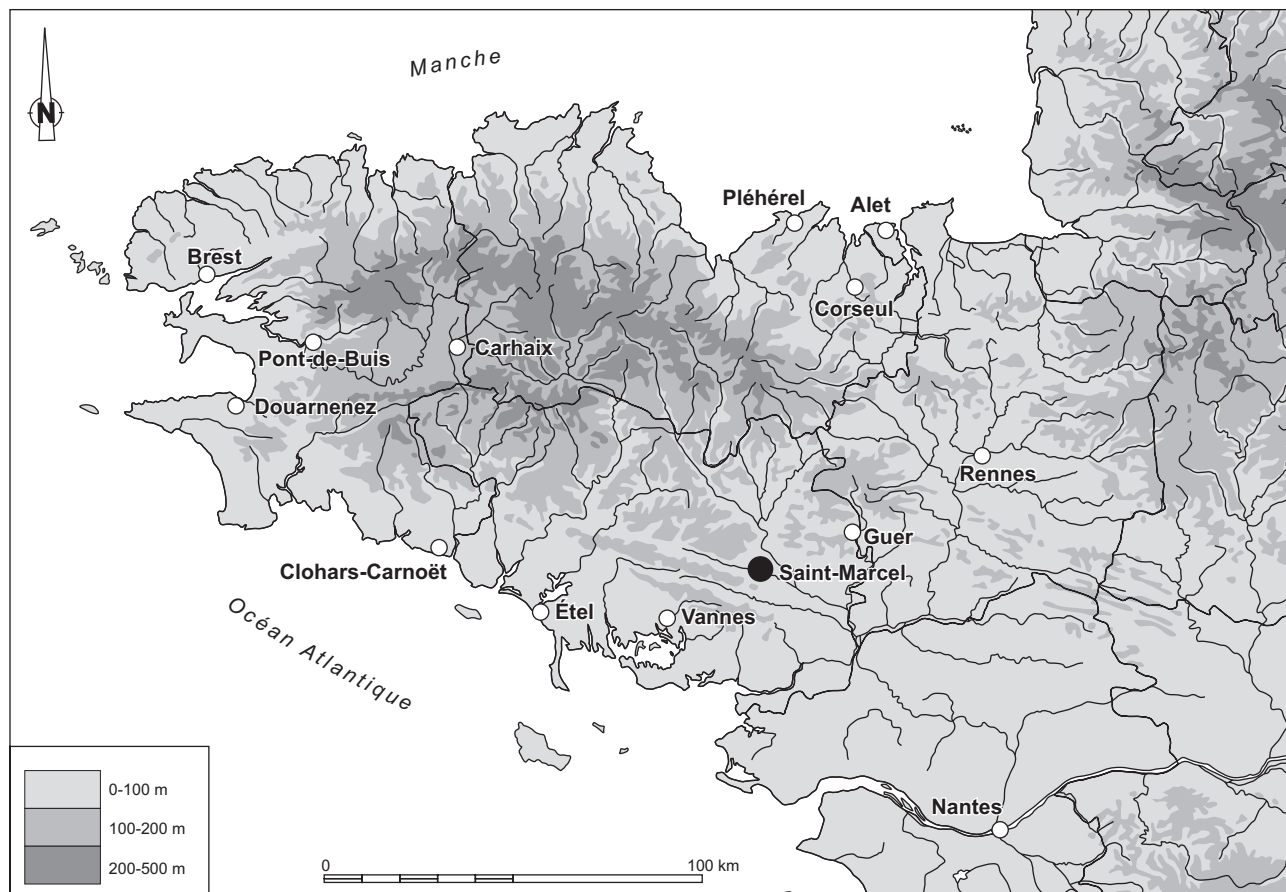 Manche
N
Pléhérel
Alet
Brest
Corseul
Pont-de-Buis
Carhaix
Douarnenez
Rennes
Guer
Clohars-Carnoët
Saint-Marcel
Étel
Vannes
Océan Atlantique
0-100 m
100-200 m
200-500 m
Nantes
0
100 km